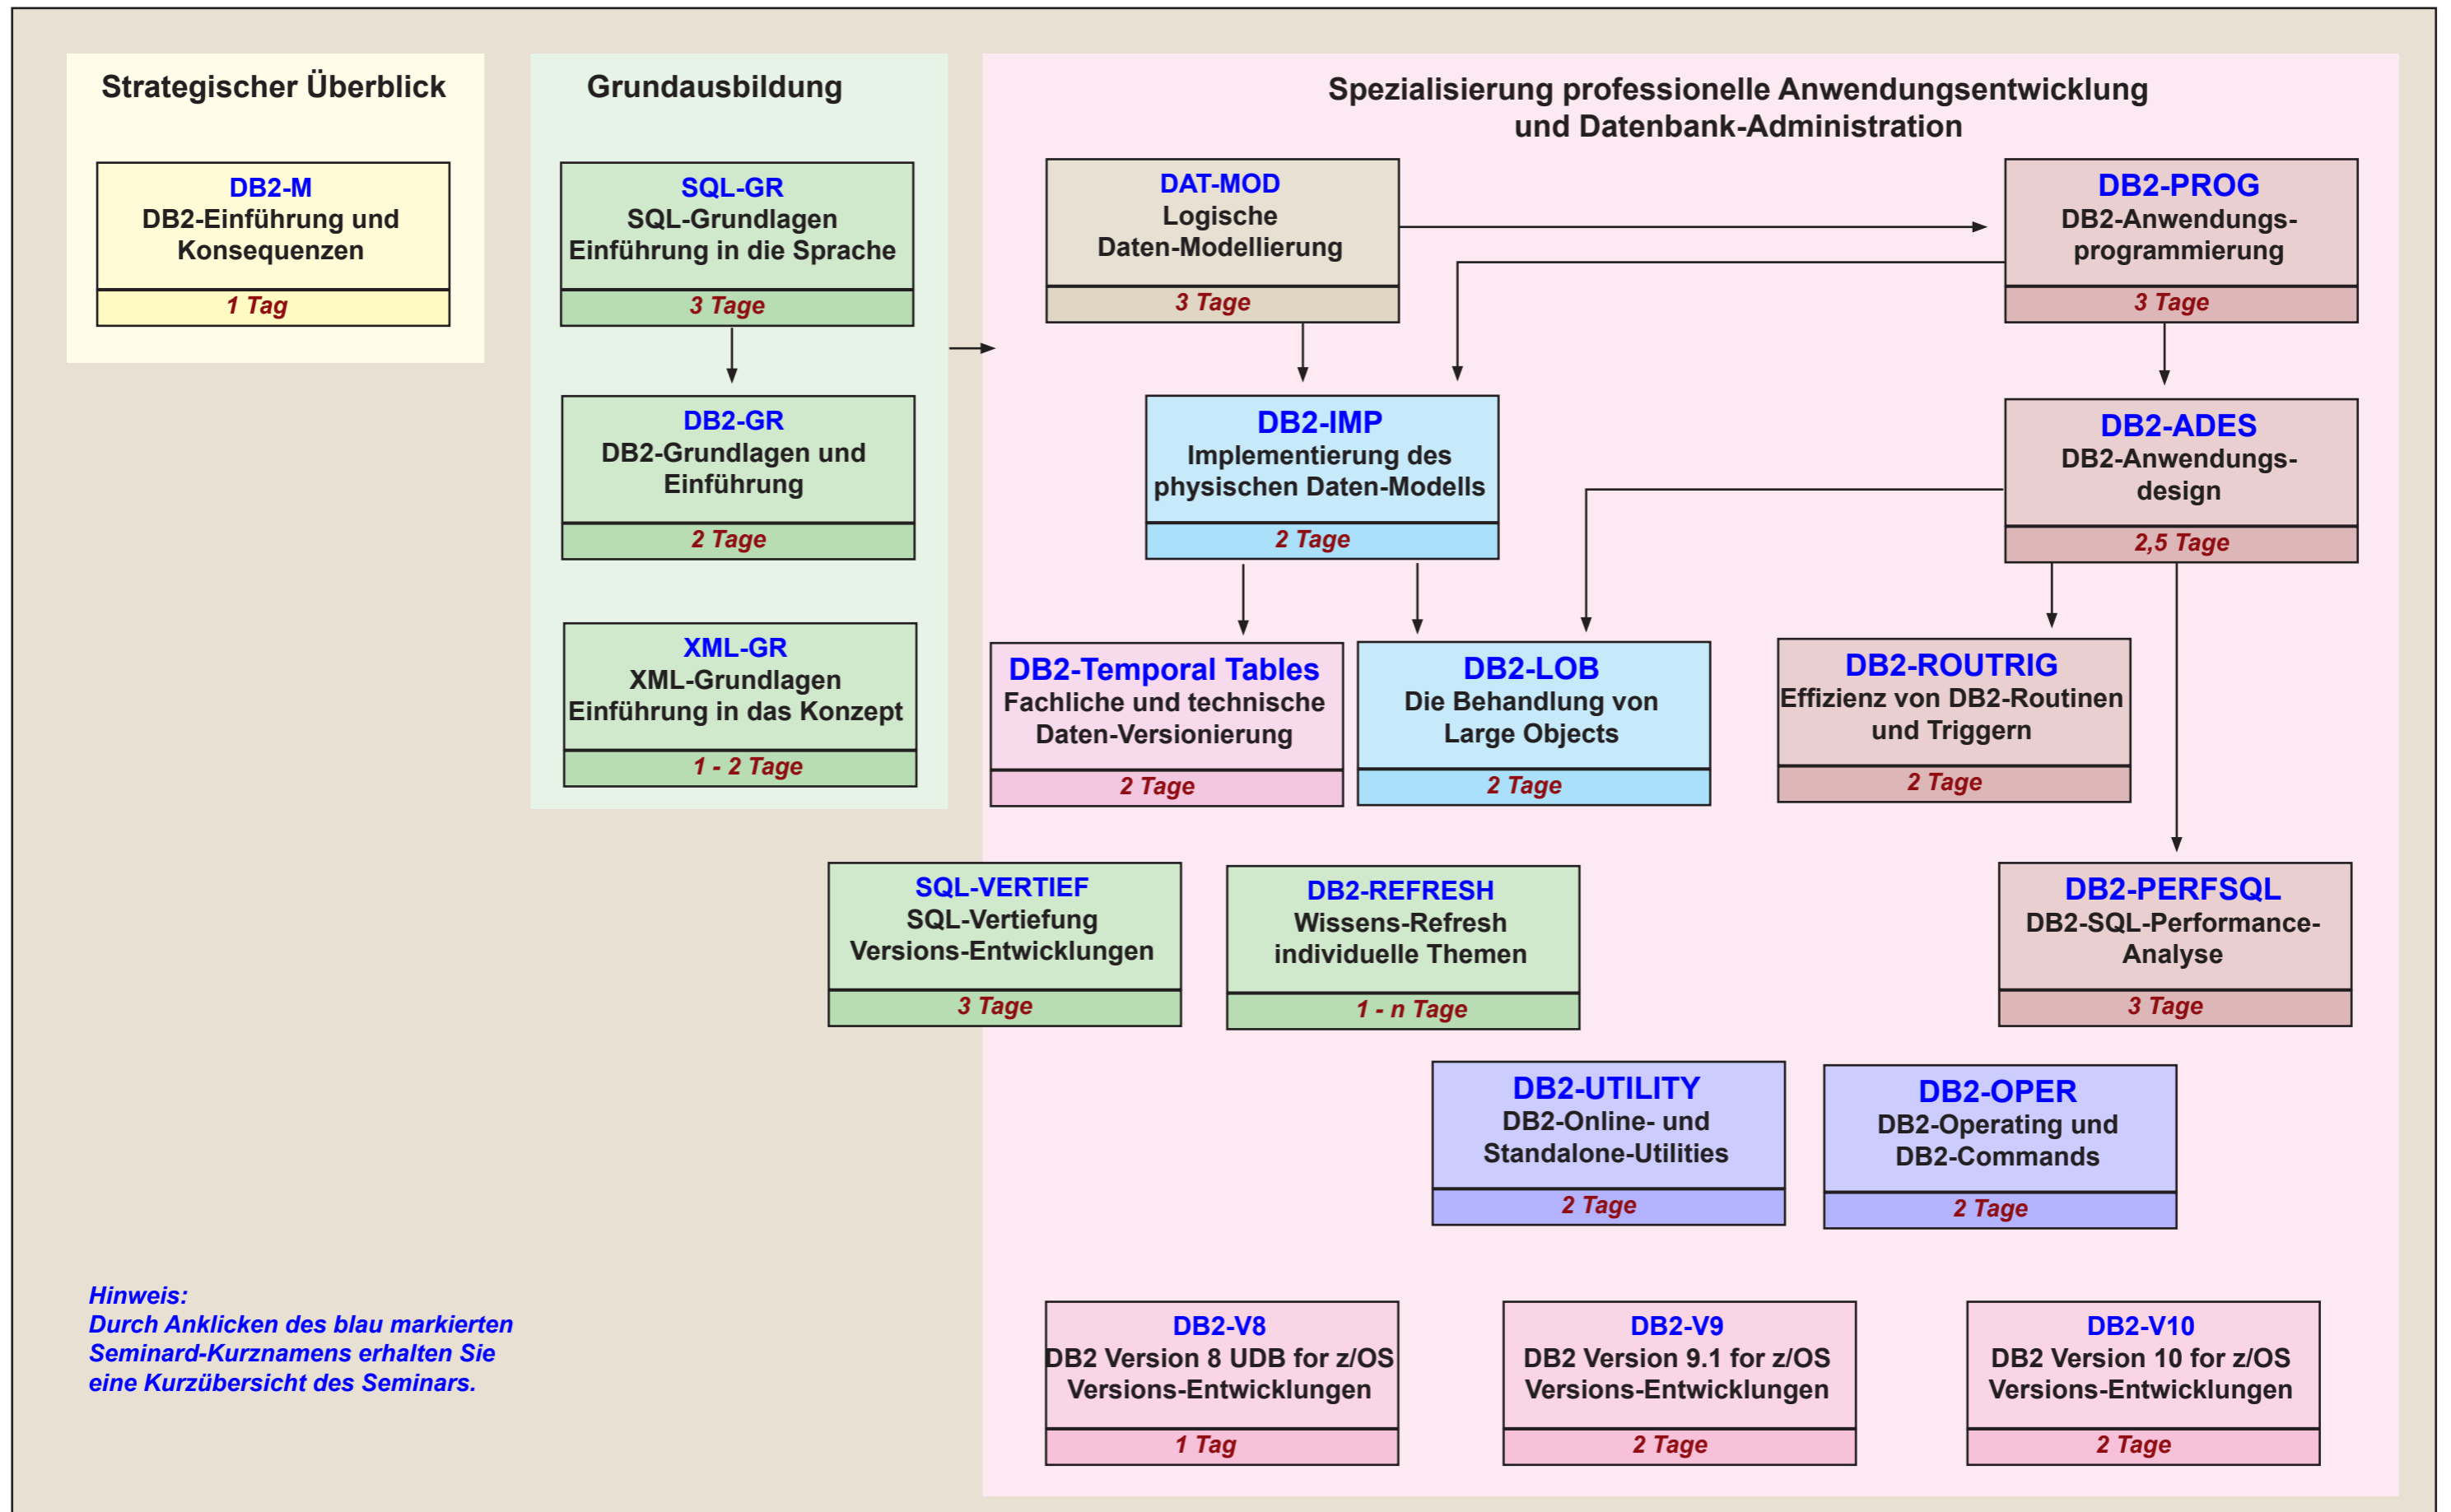 Strategischer Überblick
DB2-M
DB2-Einführung und
Konsequenzen
1 Tag
Grundausbildung
SQL-GR
SQL-Grundlagen
Einführung in die Sprache
3 Tage
DB2-GR
DB2-Grundlagen und
Einführung
2 Tage
XML-GR
XML-Grundlagen
Einführung in das Konzept
1 - 2 Tage
Spezialisierung professionelle Anwendungsentwicklung
und Datenbank-Administration
DAT-MOD
Logische
Daten-Modellierung
3 Tage
DB2-PROG
DB2-Anwendungs-
programmierung
3 Tage
DB2-IMP
Implementierung des
physischen Daten-Modells
2 Tage
DB2-ADES
DB2-Anwendungs-
design
2,5 Tage
DB2-Temporal Tables
Fachliche und technische
Daten-Versionierung
2 Tage
DB2-LOB
Die Behandlung von
Large Objects
2 Tage
DB2-ROUTRIG
Effizienz von DB2-Routinen
und Triggern
2 Tage
SQL-VERTIEF
SQL-Vertiefung
Versions-Entwicklungen
3 Tage
DB2-REFRESH
Wissens-Refresh
individuelle Themen
1 - n Tage
DB2-PERFSQL
DB2-SQL-Performance-
Analyse
3 Tage
DB2-UTILITY
DB2-Online- und
Standalone-Utilities
2 Tage
DB2-OPER
DB2-Operating und
DB2-Commands
2 Tage
Hinweis:
Durch Anklicken des blau markierten
Seminard-Kurznamens erhalten Sie
eine Kurzübersicht des Seminars.
DB2-V8
DB2 Version 8 UDB for z/OS
Versions-Entwicklungen
1 Tag
DB2-V9
DB2 Version 9.1 for z/OS
Versions-Entwicklungen
2 Tage
DB2-V10
DB2 Version 10 for z/OS
Versions-Entwicklungen
2 Tage